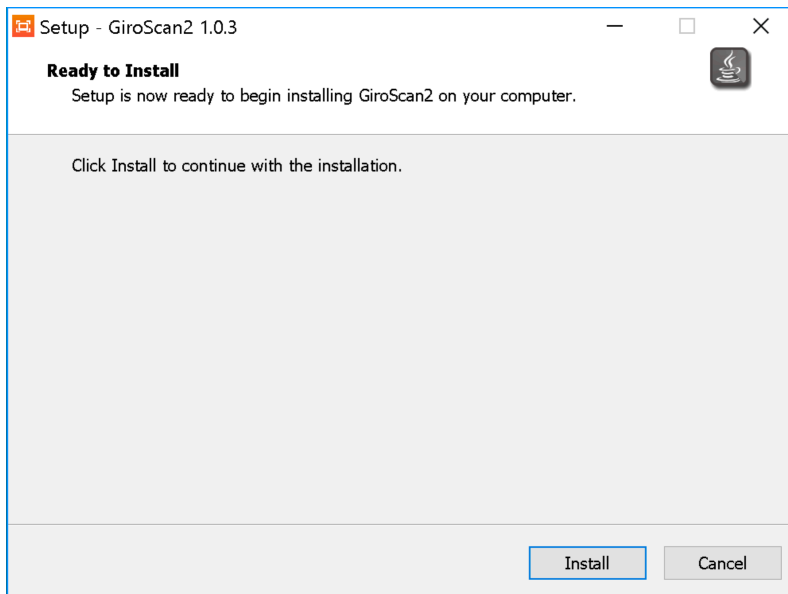 Setup - GiroScan2 1.0.3
Ready to Install
Setup is now ready to begin installing GiroScan2 on your computer.
Click Install to continue with the installation.
Install
Cancel